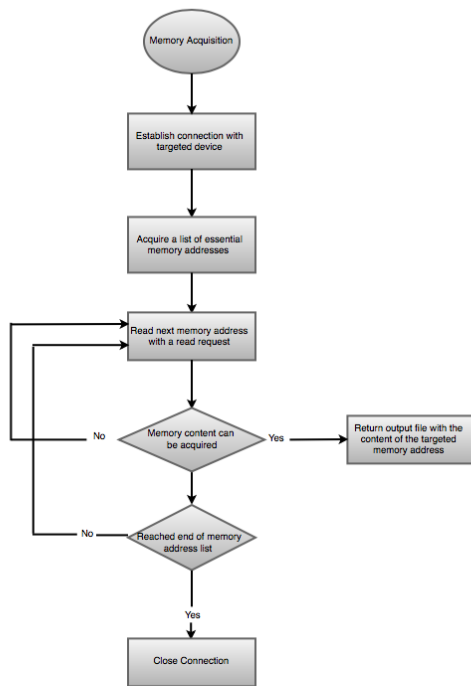 Memory Acquisition
Establish connection with
targeted device
Acquire a list of essential
memory addresses
Read next memory address
with a read request
No
Memory content can
be acquired
Yes
Return output file with the
content of the targeted
memory address
No
Reached end of memory
address list
Yes
Close Connection